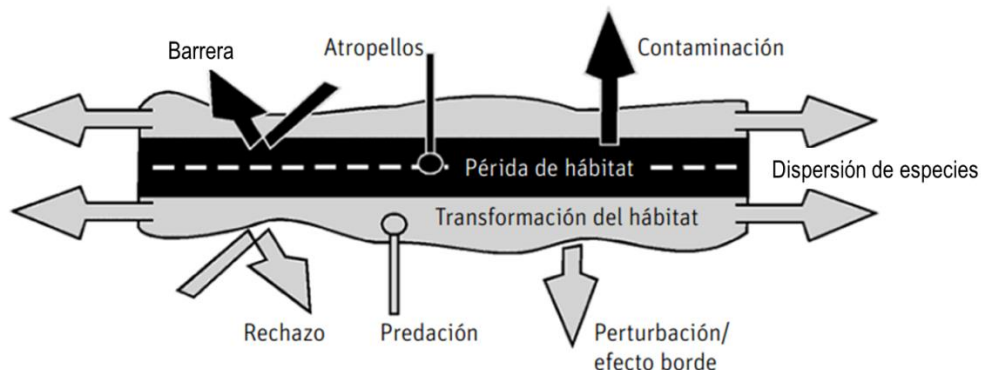 Barrera
Atropellos
Contaminación
Périda de hábitat
Dispersión de especies
Transformación del hábitat
Rechazo
Predación
Perturbación/
efecto borde